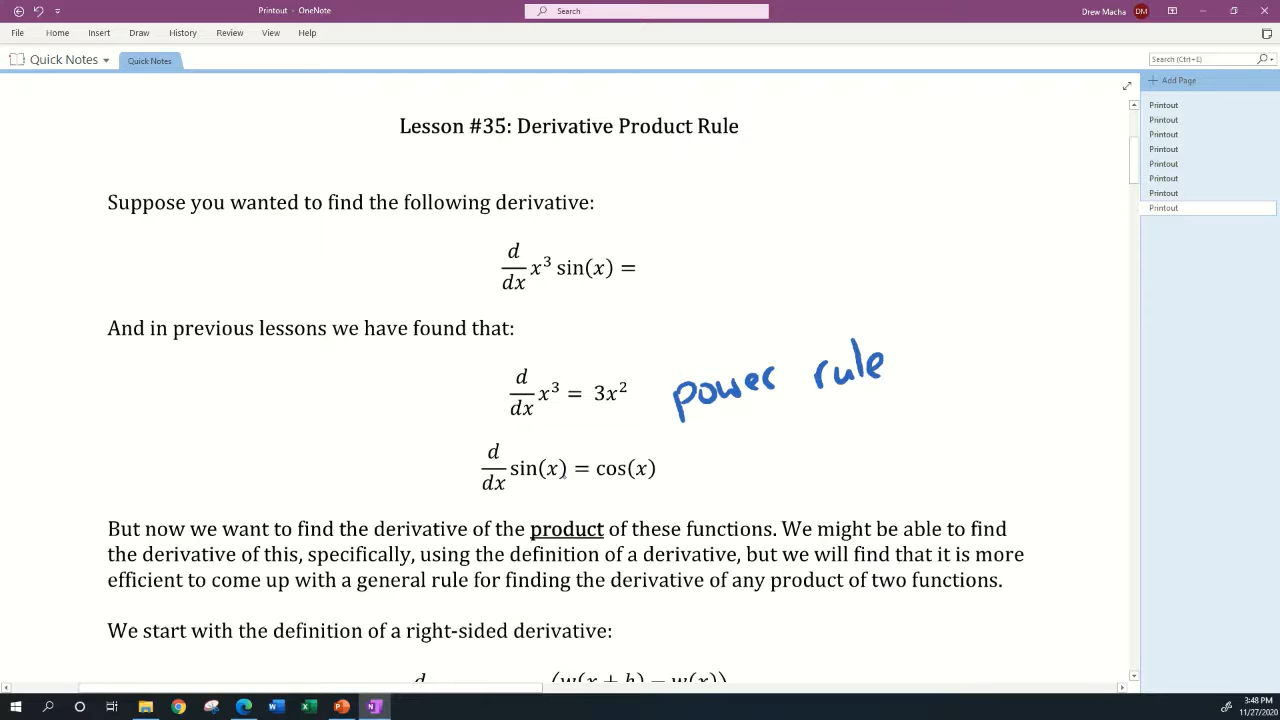 Printout - OneNote
Search
Drew Macha DM
File Home Insert Draw History Review View Help
Quick Notes Quick Notes
Search (Ctrl+E)
Add Page
Printout
Printout
Printout
Printout
Printout
Printout
Printout
Printout
Lesson #35: Derivative Product Rule
Suppose you wanted to find the following derivative:
d/dx x³ sin(x) =
And in previous lessons we have found that:
d/dx x³ = 3x² power rule
d/dx sin(x) = cos(x)
But now we want to find the derivative of the product of these functions. We might be able to find
the derivative of this, specifically, using the definition of a derivative, but we will find that it is more
efficient to come up with a general rule for finding the derivative of any product of two functions.
We start with the definition of a right-sided derivative:
d (w(x + h) − w(x))
3:48 PM
11/27/2020